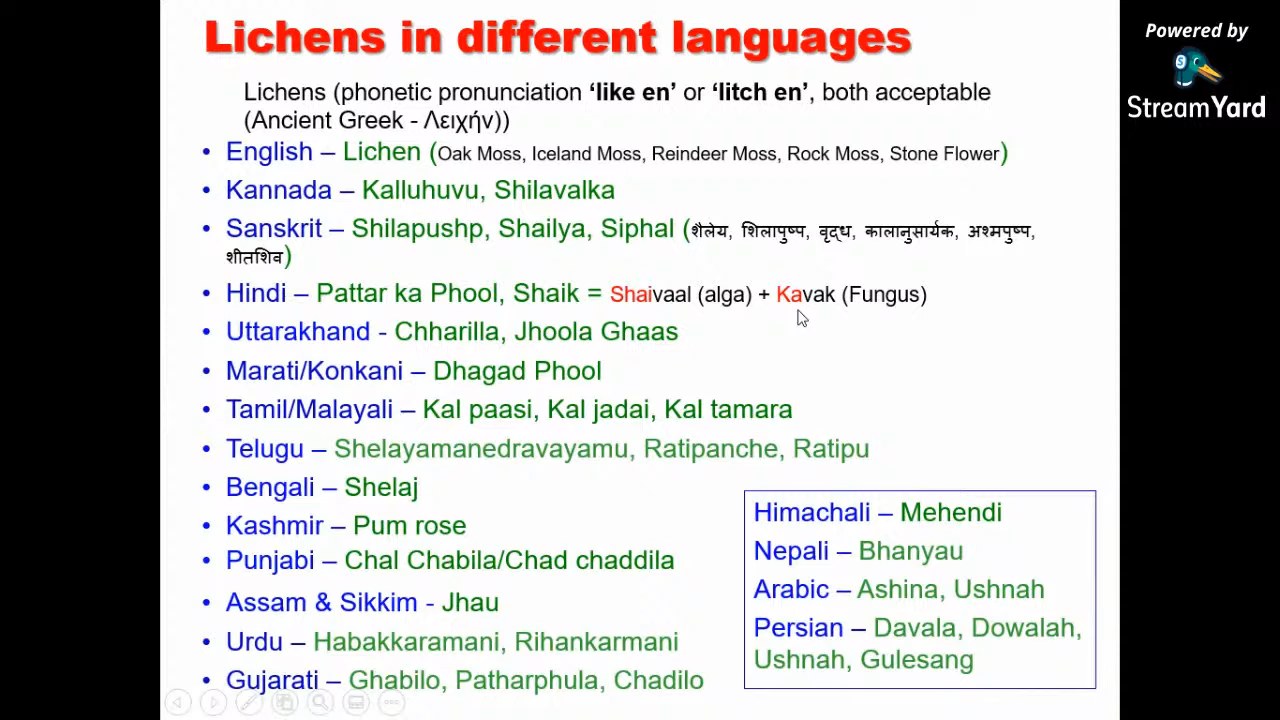 Lichens in different languages
Powered by
StreamYard
Lichens (phonetic pronunciation ‘like en’ or ‘litch en’, both acceptable
(Ancient Greek - Λειχήν))
• English – Lichen (Oak Moss, Iceland Moss, Reindeer Moss, Rock Moss, Stone Flower)
• Kannada – Kalluhuvu, Shilavalka
• Sanskrit – Shilapushp, Shailya, Siphal (शैलेय, शिलापुष्प, वृद्ध, कालानुसार्यक, अश्मपुष्प,
शीतशिव)
• Hindi – Pattar ka Phool, Shaik = Shaivaal (alga) + Kavak (Fungus)
• Uttarakhand - Chharilla, Jhoola Ghaas
• Marati/Konkani – Dhagad Phool
• Tamil/Malayali – Kal paasi, Kal jadai, Kal tamara
• Telugu – Shelayamanedravayamu, Ratipanche, Ratipu
• Bengali – Shelaj
• Kashmir – Pum rose
• Punjabi – Chal Chabila/Chad chaddila
• Assam & Sikkim - Jhau
• Urdu – Habakkaramani, Rihankarmani
• Gujarati – Ghabilo, Patharphula, Chadilo
Himachali – Mehendi
Nepali – Bhanyau
Arabic – Ashina, Ushnah
Persian – Davala, Dowalah,
Ushnah, Gulesang